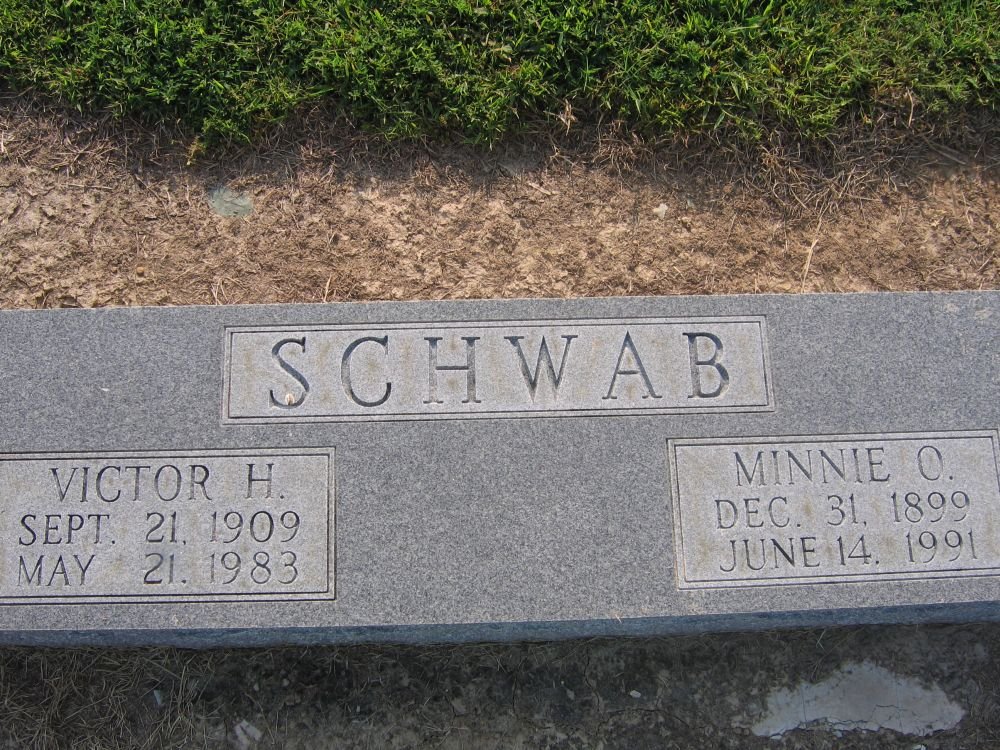 SCHWAB
VICTOR H.
SEPT. 21, 1909
MAY 21. 1983
MINNIE O.
DEC. 31, 1899
JUNE 14. 1991